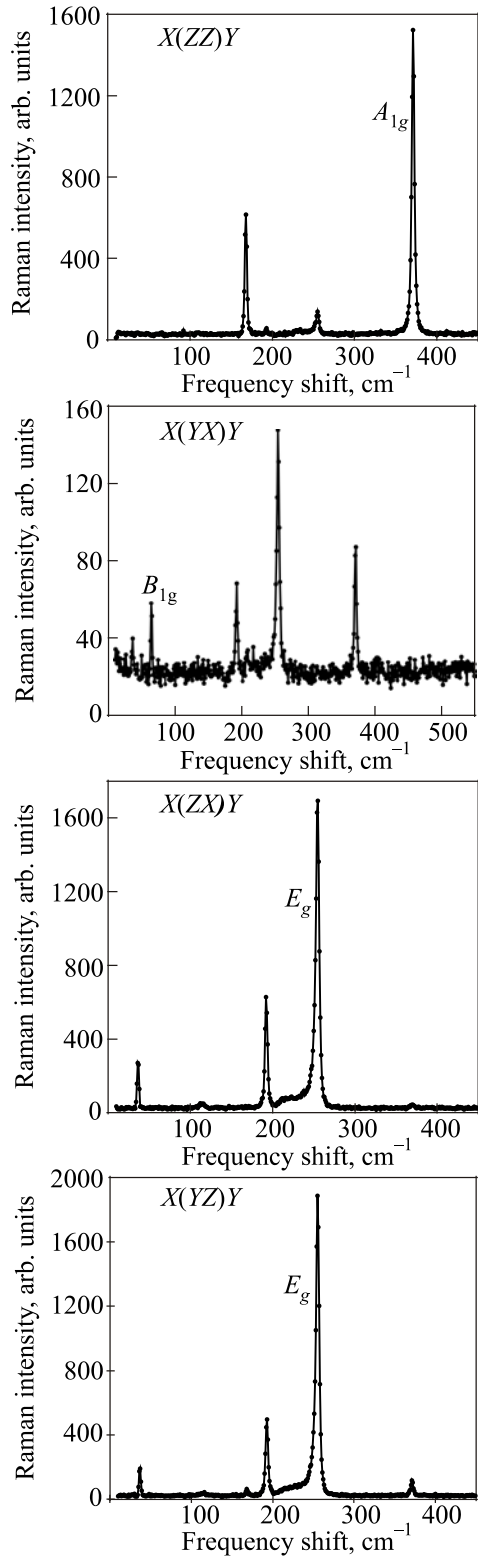 X(ZZ)Y
A1g
Raman intensity, arb. units
1600
1200
800
400
0
100 200 300 400
Frequency shift, cm–1
X(YX)Y
B1g
Raman intensity, arb. units
160
120
80
40
0
100 200 300 400 500
Frequency shift, cm–1
X(ZX)Y
Eg
Raman intensity, arb. units
1600
1200
800
400
0
100 200 300 400
Frequency shift, cm–1
X(YZ)Y
Eg
Raman intensity, arb. units
2000
1600
1200
800
400
0
100 200 300 400
Frequency shift, cm–1